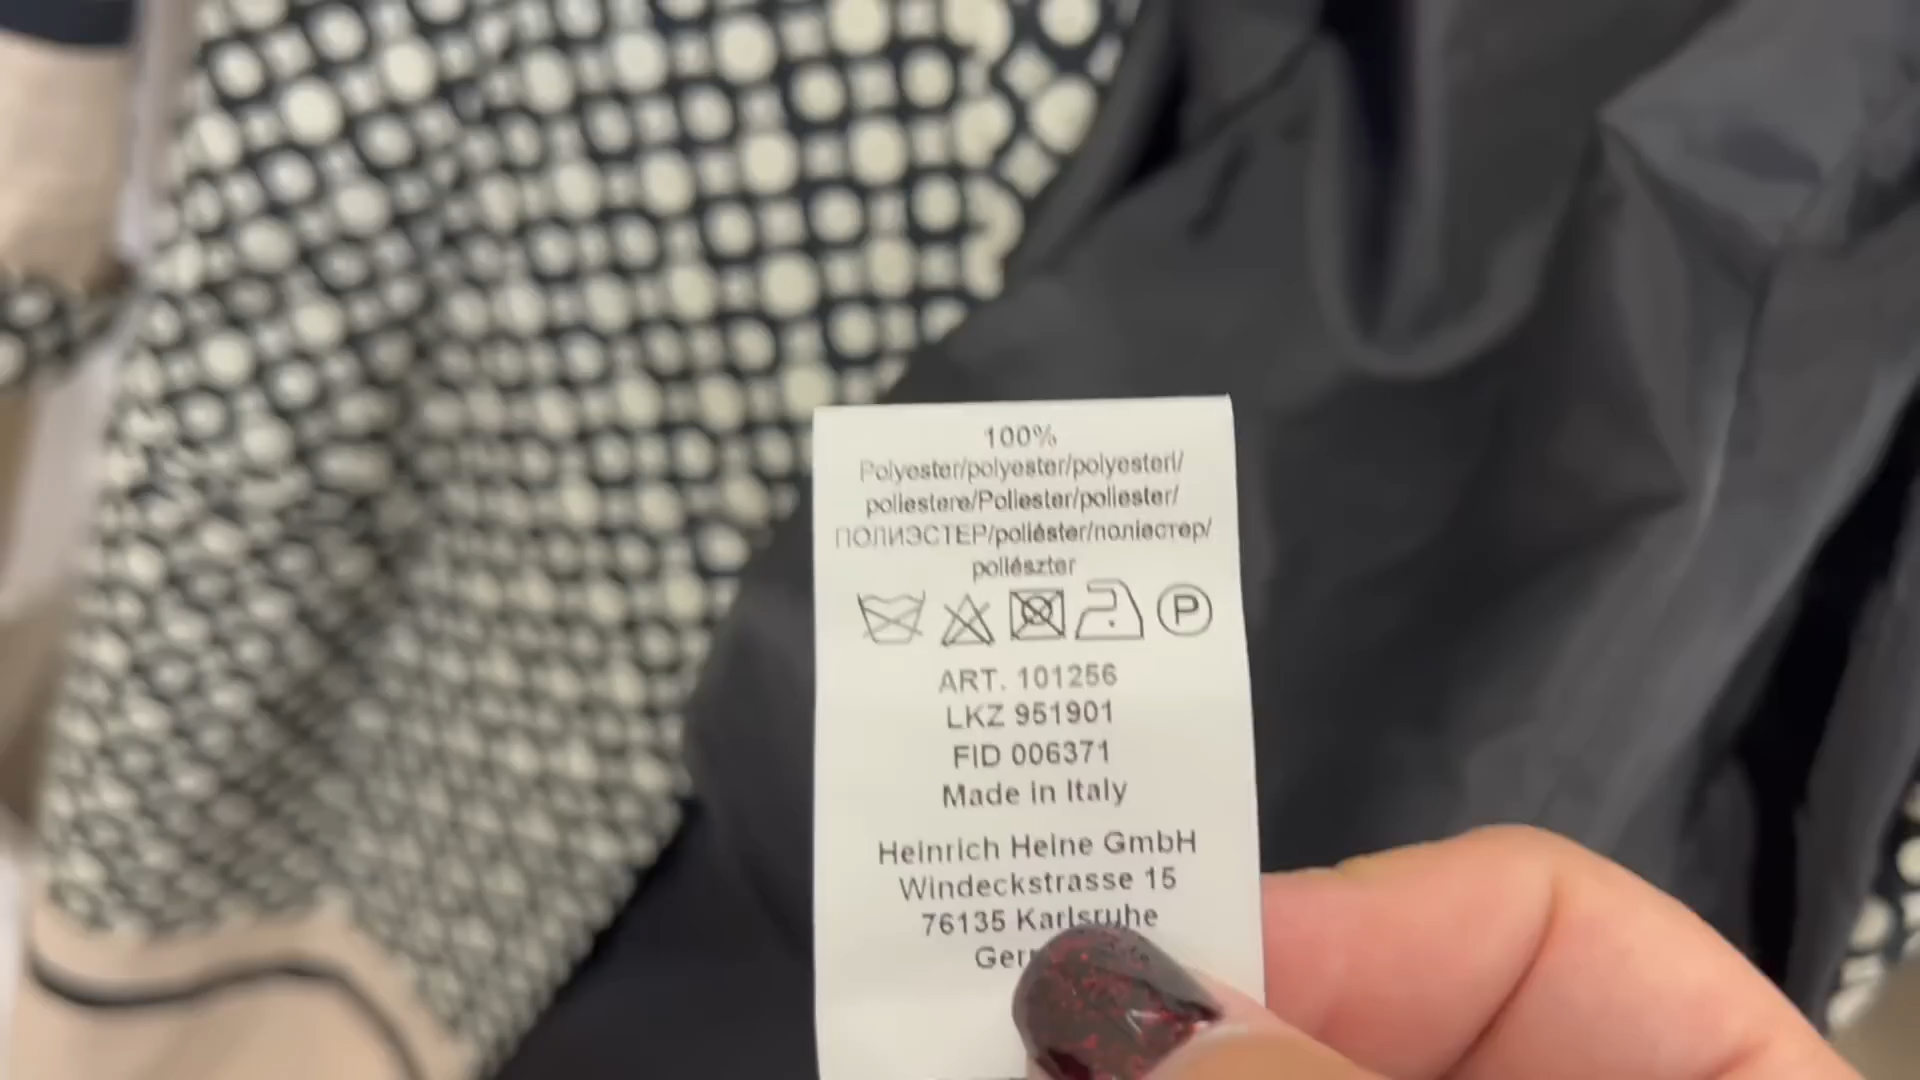 100%
Polyester/polyester/polyesteri/
poliestere/Poliester/poliester/
ПОЛИЭСТЕР/poliéster/поліестер/
poliészter
P
ART. 101256
LKZ 951901
FID 006371
Made in Italy
Heinrich Heine GmbH
Windeckstrasse 15
76135 Karlsruhe